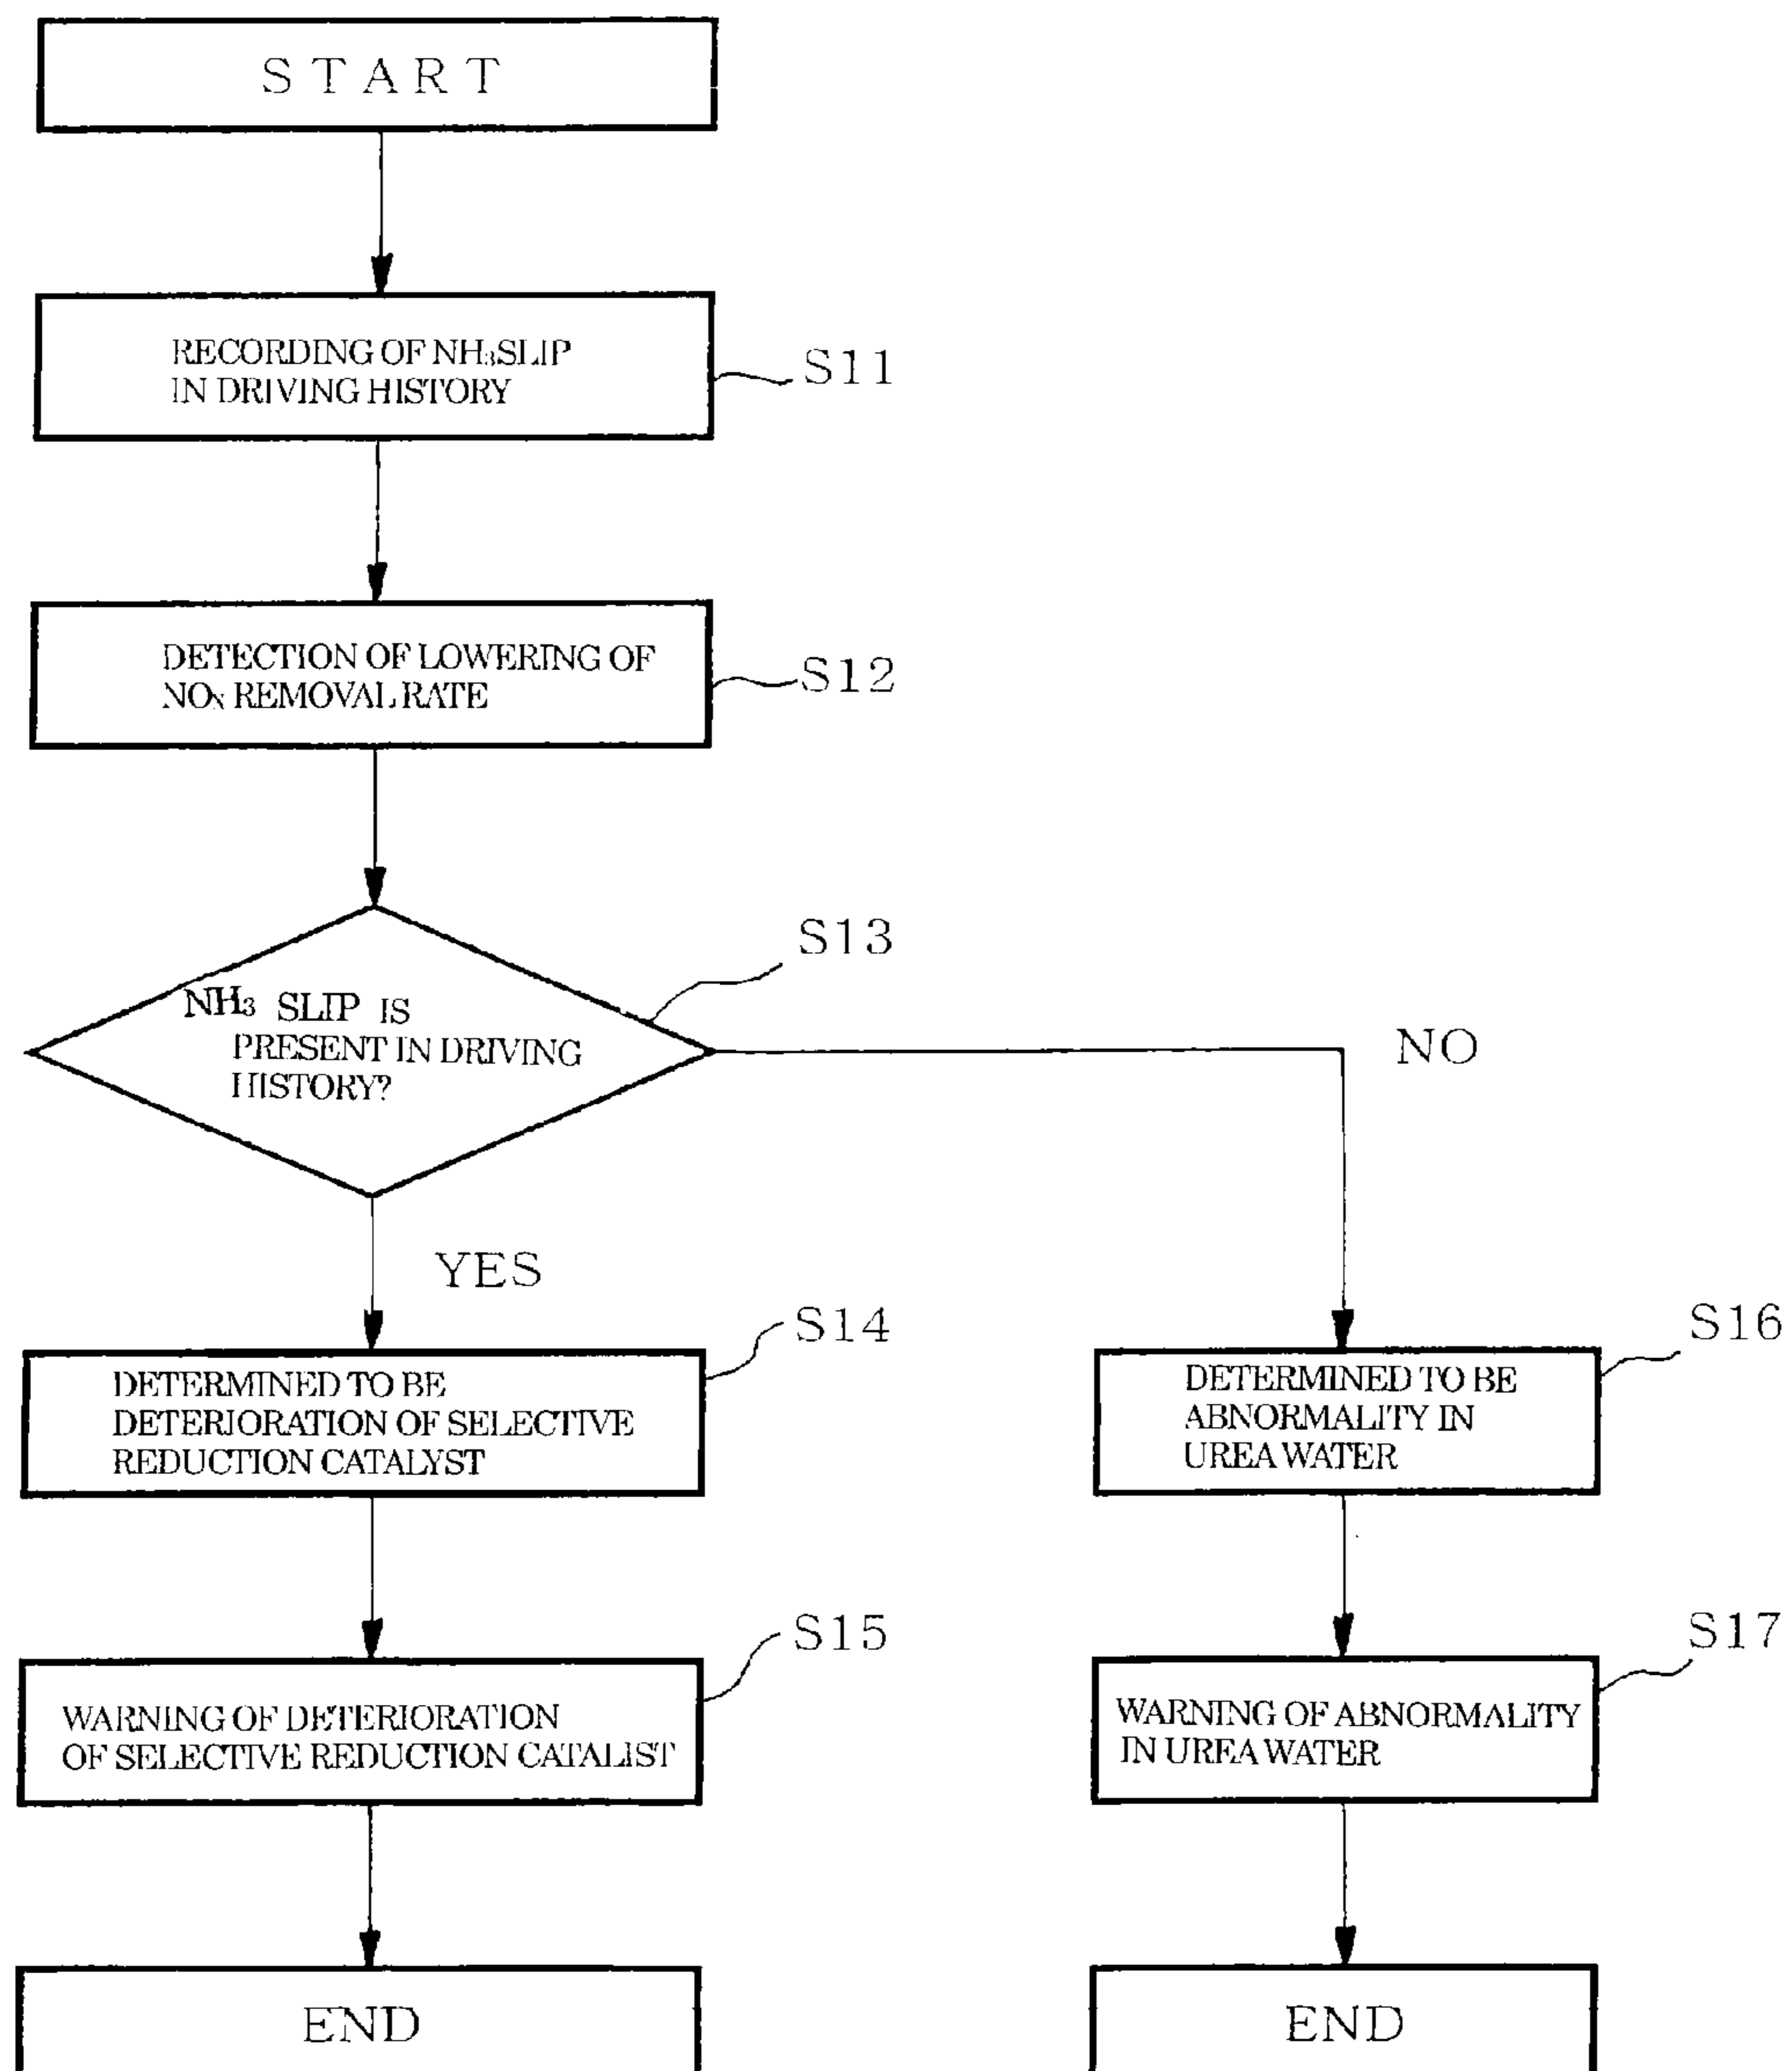 START
RECORDING OF NH₃SLIP
IN DRIVING HISTORY
S11
DETECTION OF LOWERING OF
NOx REMOVAL RATE
S12
S13
NH₃ SLIP IS
PRESENT IN DRIVING
HISTORY?
NO
YES
S14
DETERMINED TO BE
DETERIORATION OF SELECTIVE
REDUCTION CATALYST
S16
DETERMINED TO BE
ABNORMALITY IN
UREA WATER
S15
WARNING OF DETERIORATION
OF SELECTIVE REDUCTION CATALIST
S17
WARNING OF ABNORMALITY
IN UREA WATER
END
END